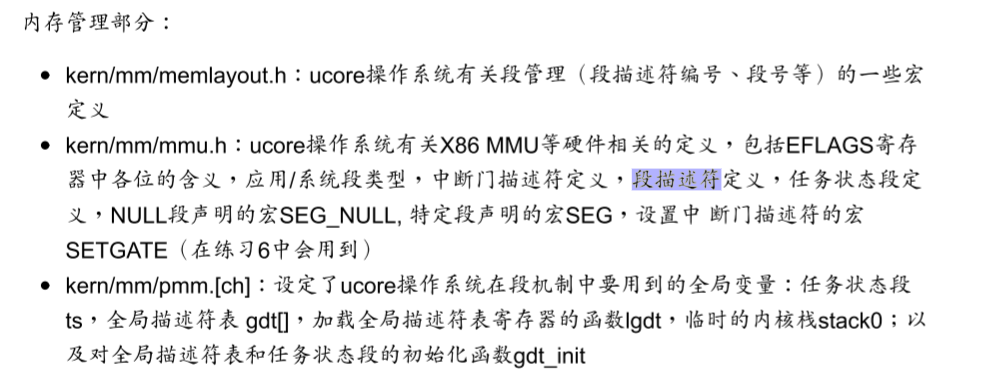 内存管理部分：
• kern/mm/memlayout.h：ucore操作系统有关段管理（段描述符编号、段号等）的一些宏
定义
• kern/mm/mmu.h：ucore操作系统有关X86 MMU等硬件相关的定义，包括EFLAGS寄存
器中各位的含义，应用/系统段类型，中断门描述符定义，段描述符定义，任务状态段定
义，NULL段声明的宏SEG_NULL, 特定段声明的宏SEG，设置中 断门描述符的宏
SETGATE（在练习6中会用到）
• kern/mm/pmm.[ch]：设定了ucore操作系统在段机制中要用到的全局变量：任务状态段
ts，全局描述符表 gdt[]，加载全局描述符表寄存器的函数lgdt，临时的内核栈stack0；以
及对全局描述符表和任务状态段的初始化函数gdt_init